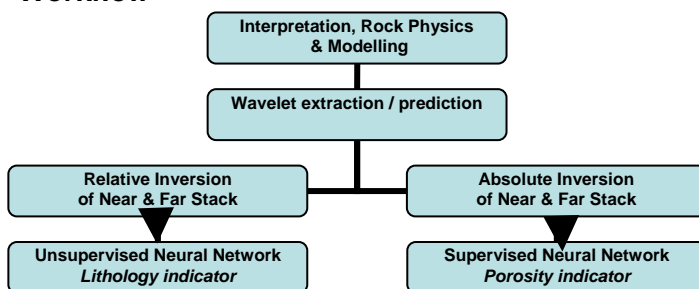 Interpretation, Rock Physics
& Modelling
Wavelet extraction / prediction
Relative Inversion
of Near & Far Stack
Absolute Inversion
of Near & Far Stack
Unsupervised Neural Network
Lithology indicator
Supervised Neural Network
Porosity indicator